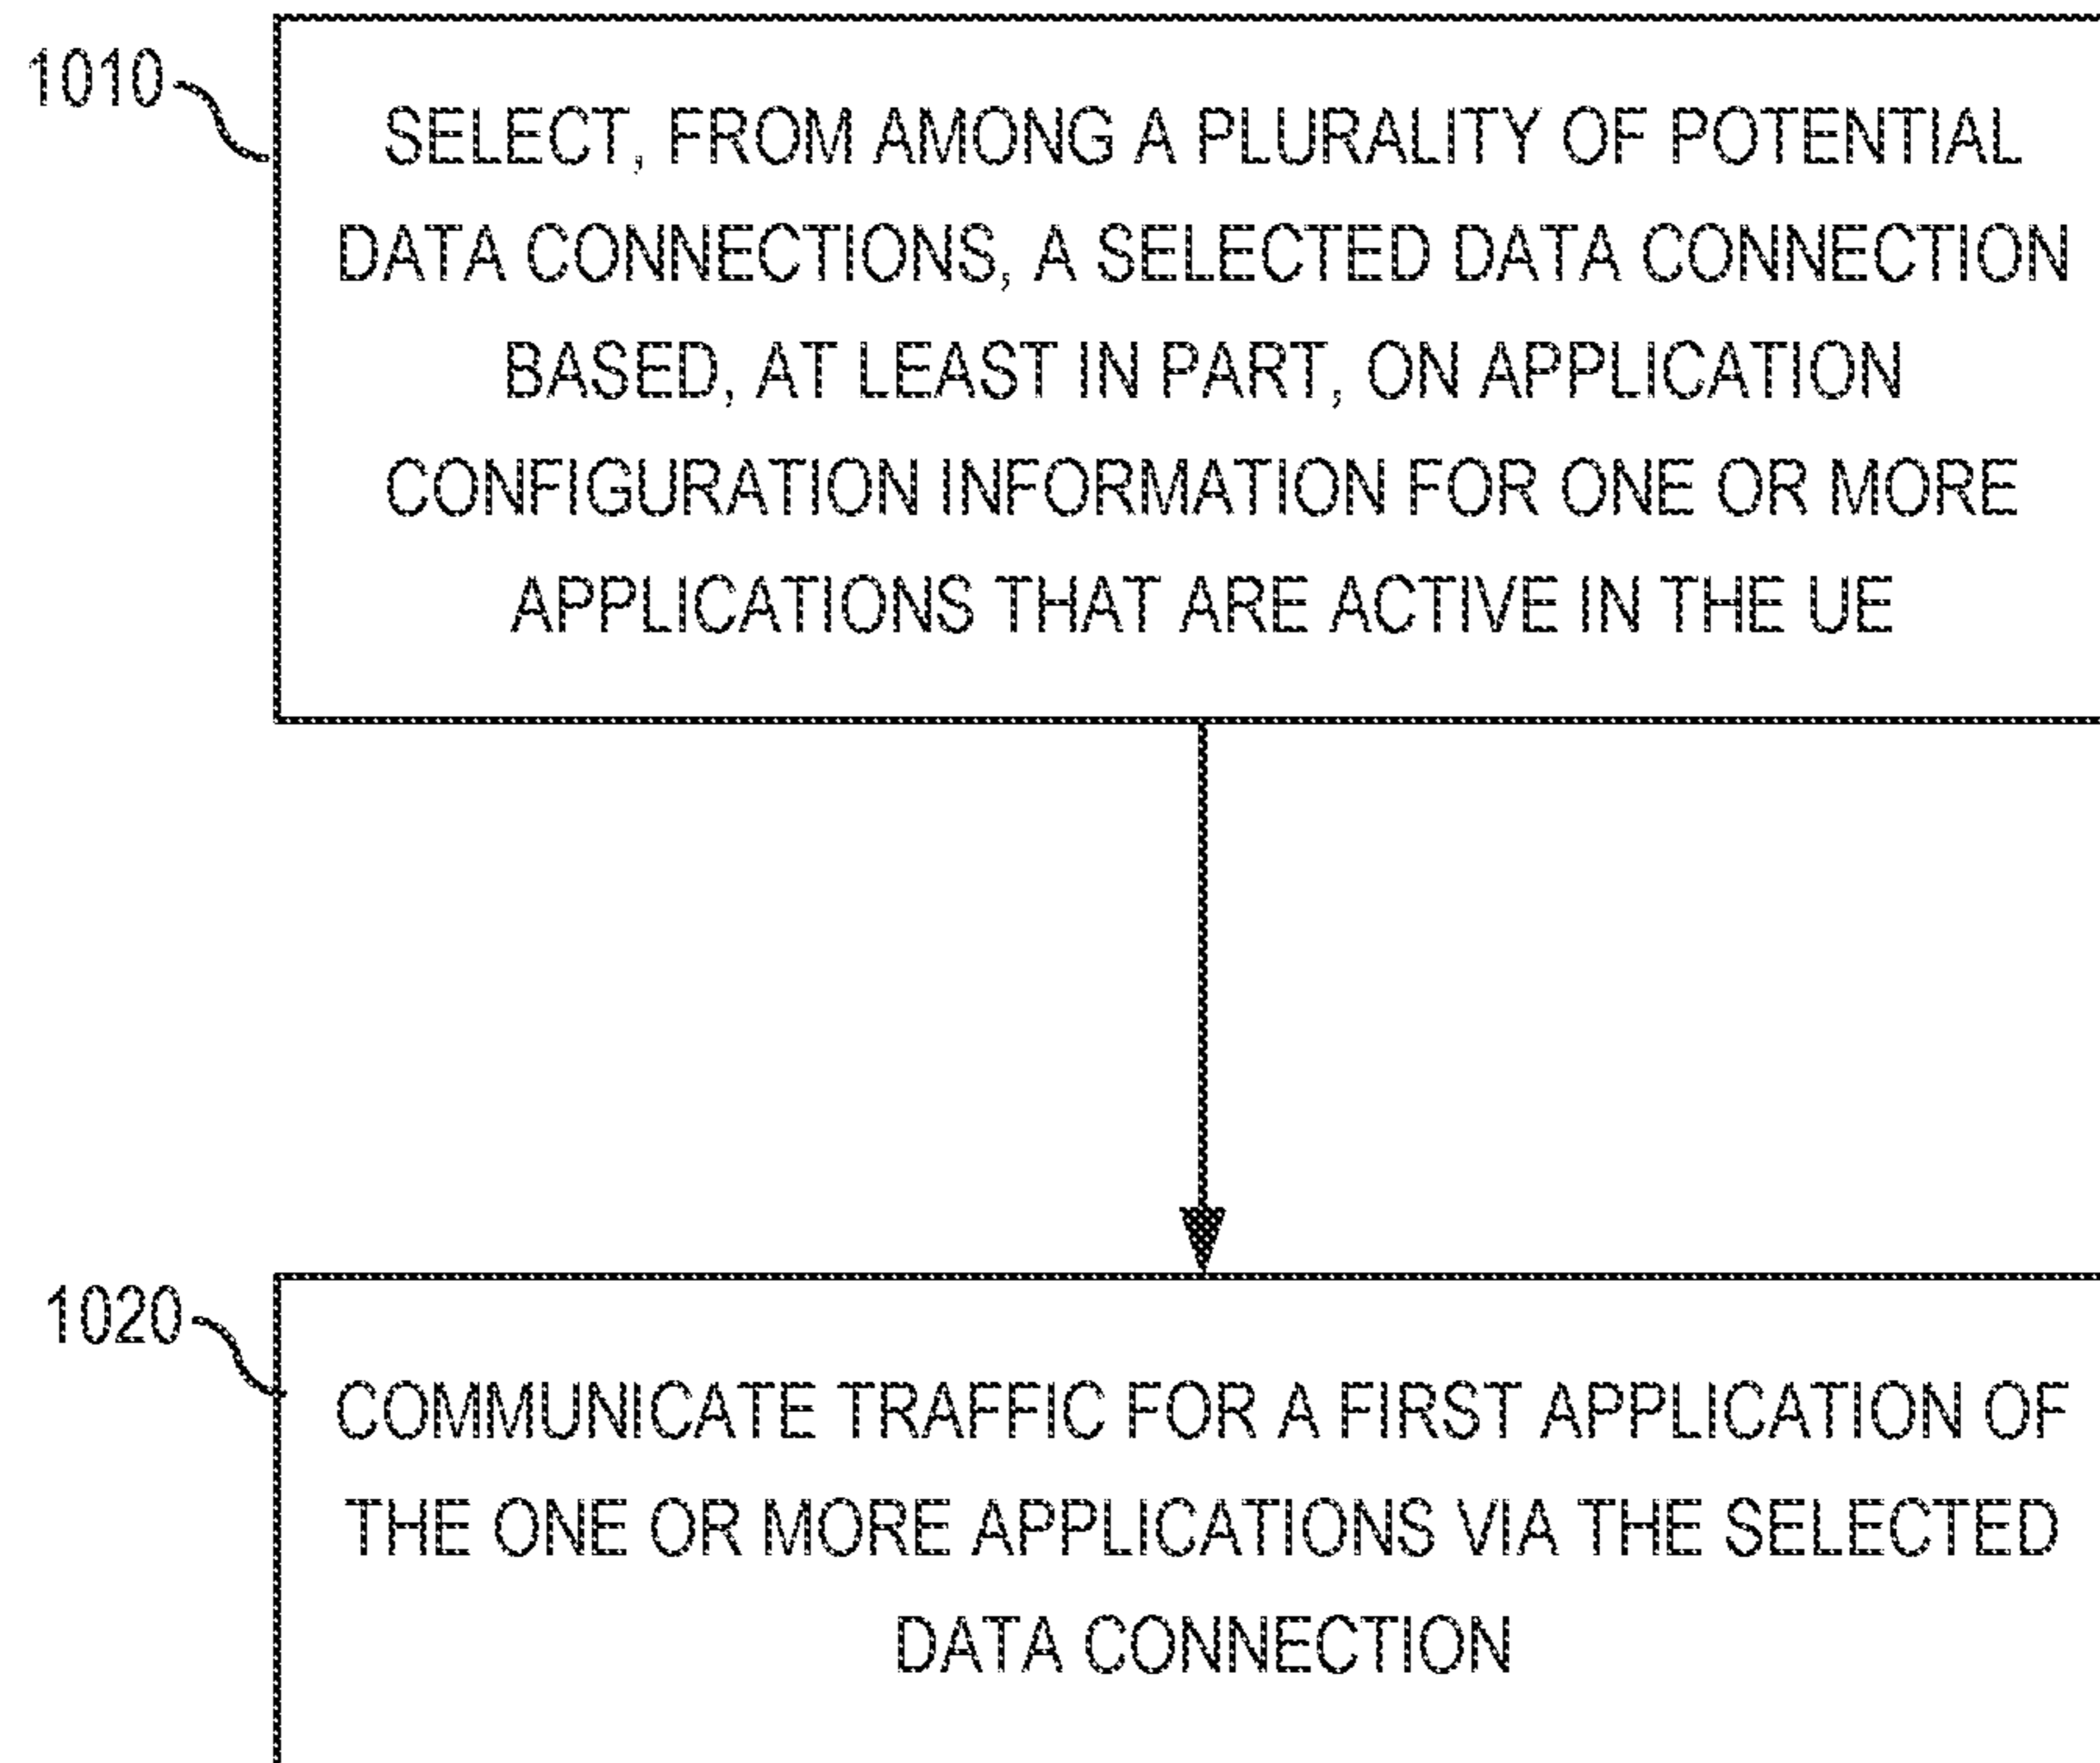 1010
SELECT, FROM AMONG A PLURALITY OF POTENTIAL
DATA CONNECTIONS, A SELECTED DATA CONNECTION
BASED, AT LEAST IN PART, ON APPLICATION
CONFIGURATION INFORMATION FOR ONE OR MORE
APPLICATIONS THAT ARE ACTIVE IN THE UE
1020
COMMUNICATE TRAFFIC FOR A FIRST APPLICATION OF
THE ONE OR MORE APPLICATIONS VIA THE SELECTED
DATA CONNECTION